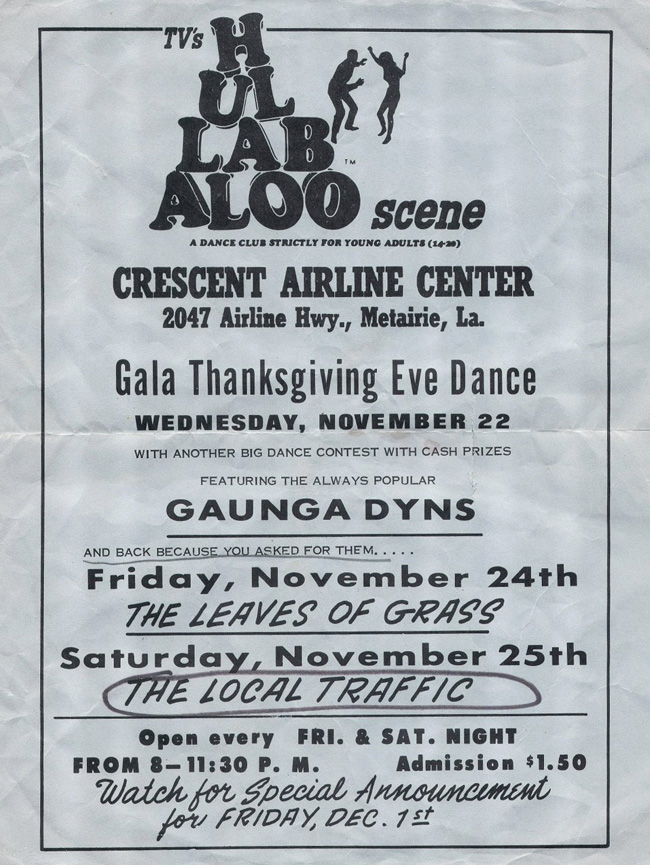 TV's
H
UL
LAB
ALOO scene
TM
A DANCE CLUB STRICTLY FOR YOUNG ADULTS (14-20)
CRESCENT AIRLINE CENTER
2047 Airline Hwy., Metairie, La.
Gala Thanksgiving Eve Dance
WEDNESDAY, NOVEMBER 22
WITH ANOTHER BIG DANCE CONTEST WITH CASH PRIZES
FEATURING THE ALWAYS POPULAR
GAUNGA DYNS
AND BACK BECAUSE YOU ASKED FOR THEM.....
Friday, November 24th
THE LEAVES OF GRASS
Saturday, November 25th
THE LOCAL TRAFFIC
Open every FRI. & SAT. NIGHT
FROM 8–11:30 P. M. Admission $1.50
Watch for Special Announcement
for FRIDAY, DEC. 1st